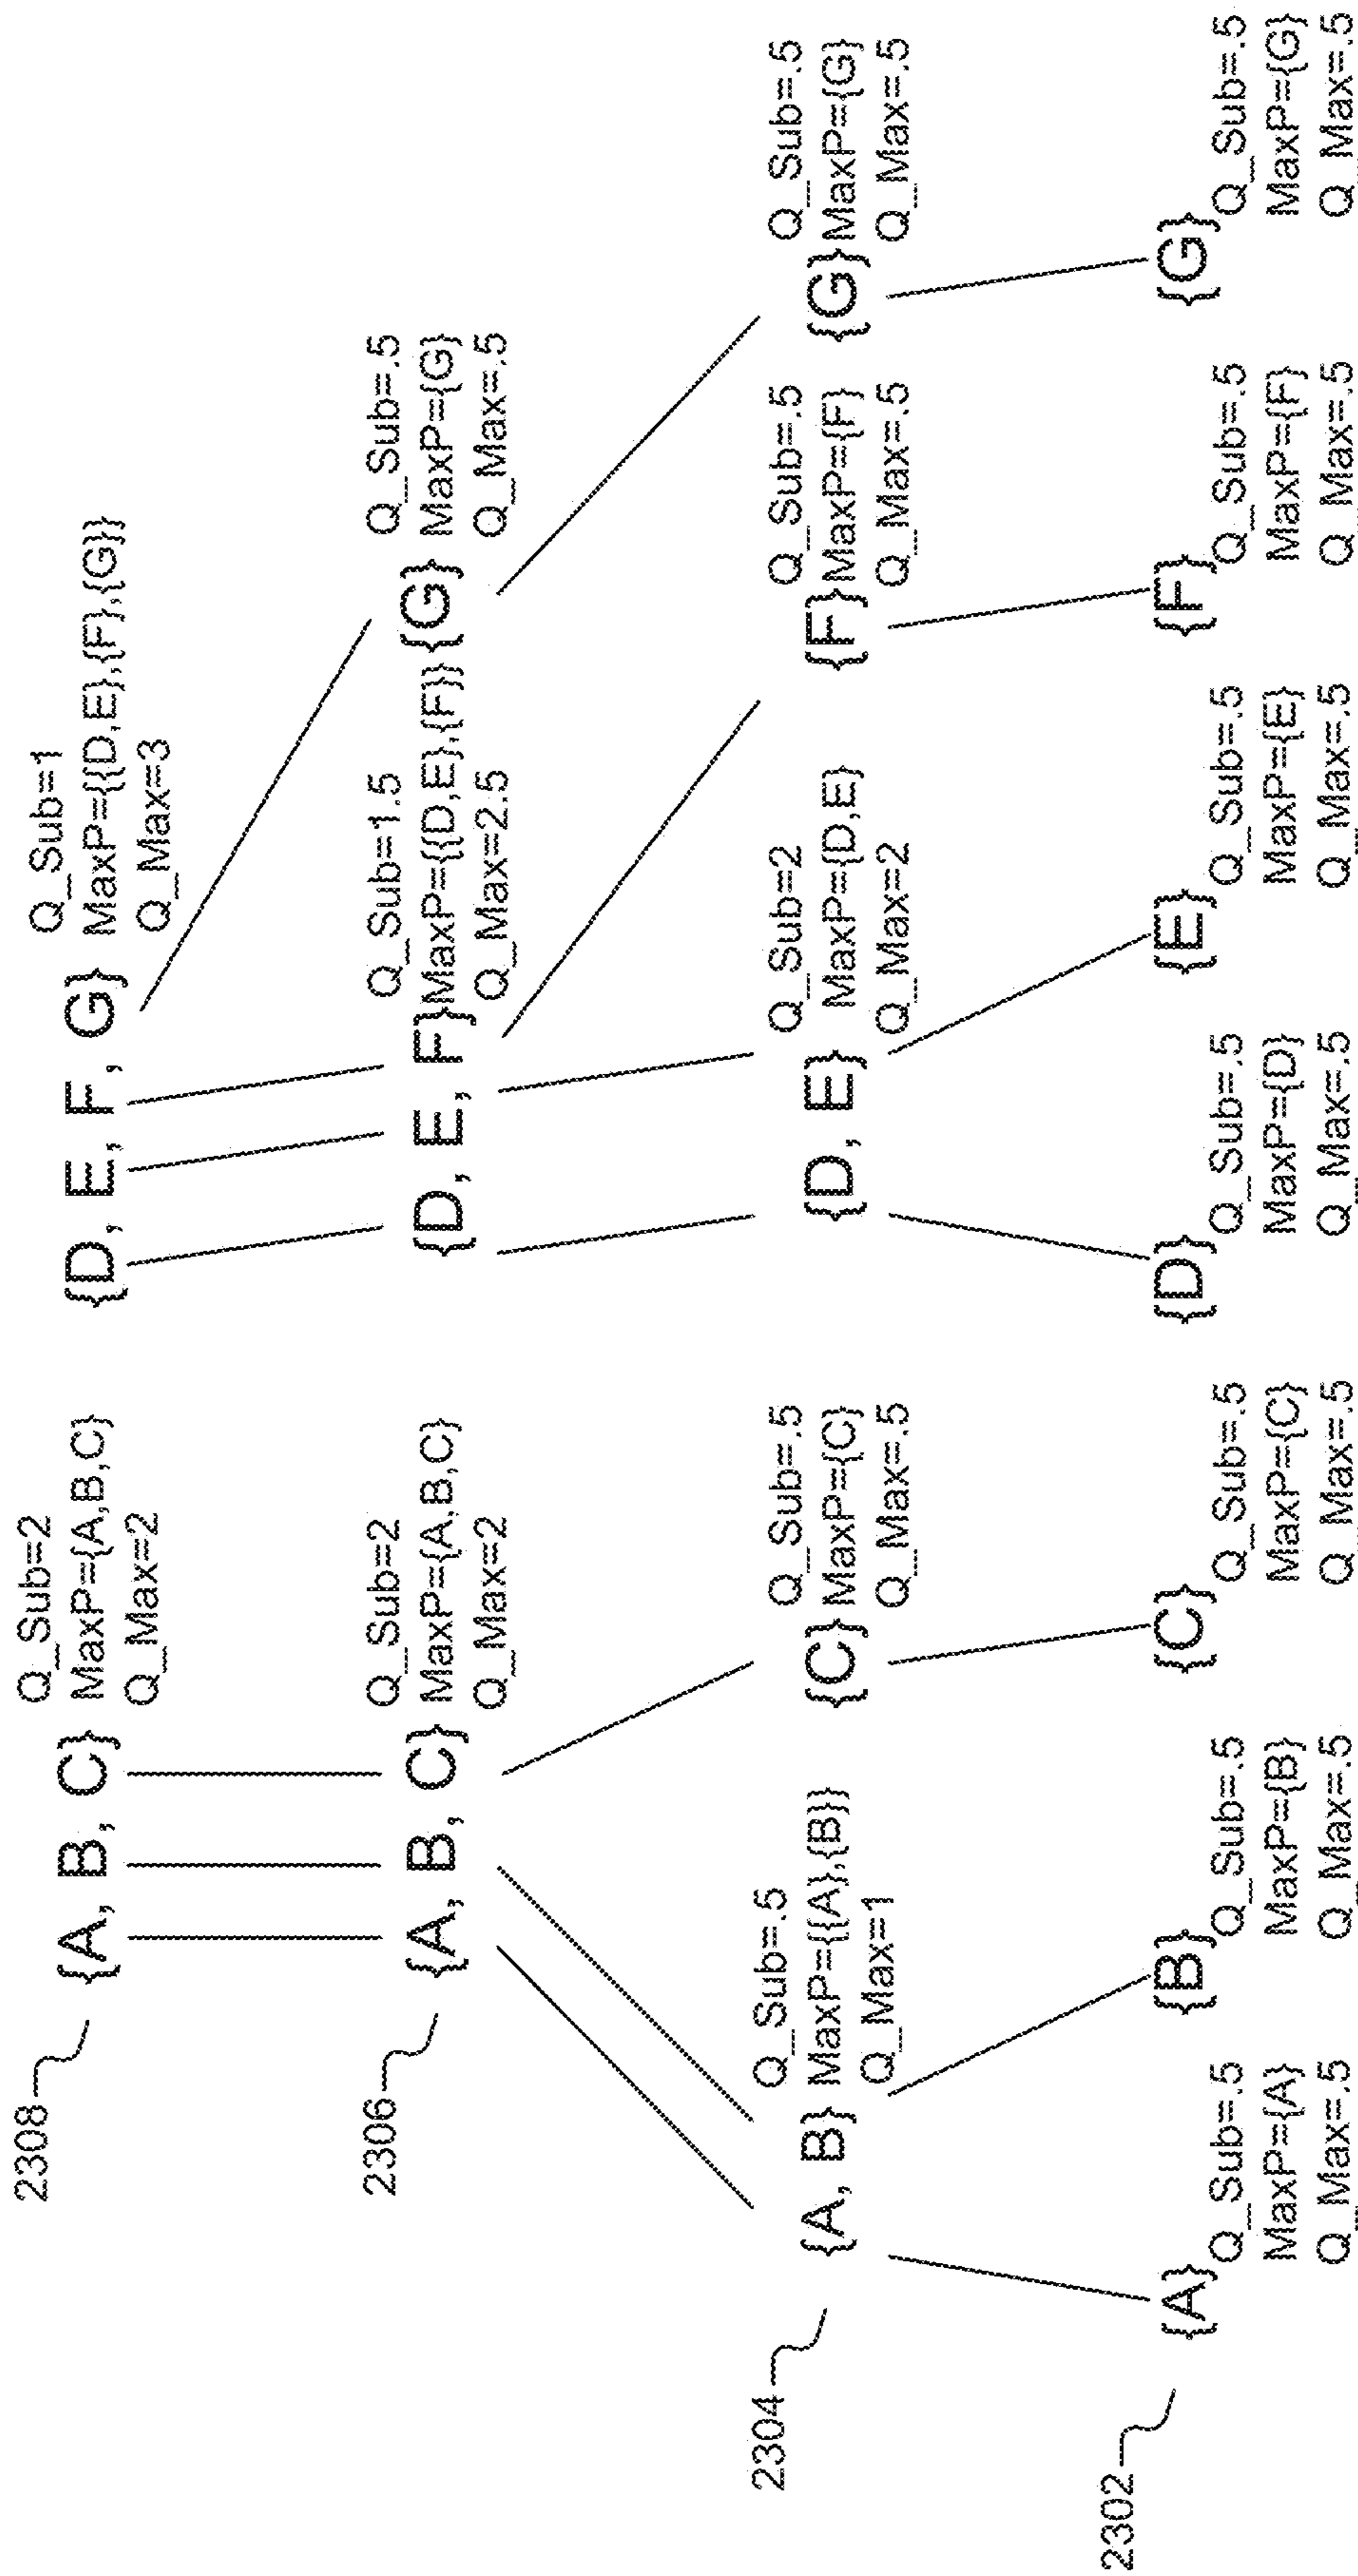 2308
{A, B, C}
Q_Sub=2
MaxP={A,B,C}
Q_Max=2
{D, E, F, G}
Q_Sub=1
MaxP={{D,E},{F},{G}}
Q_Max=3
2306
{A, B, C}
Q_Sub=2
MaxP={A,B,C}
Q_Max=2
{D, E, F}
Q_Sub=1.5
MaxP={{D,E},{F}}
Q_Max=2.5
{G}
Q_Sub=.5
MaxP={G}
Q_Max=.5
2304
{A, B}
Q_Sub=.5
MaxP={{A},{B}}
Q_Max=1
{C}
Q_Sub=.5
MaxP={C}
Q_Max=.5
{D, E}
Q_Sub=2
MaxP={D,E}
Q_Max=2
{F}
Q_Sub=.5
MaxP={F}
Q_Max=.5
{G}
Q_Sub=.5
MaxP={G}
Q_Max=.5
2302
{A}
Q_Sub=.5
MaxP={A}
Q_Max=.5
{B}
Q_Sub=.5
MaxP={B}
Q_Max=.5
{C}
Q_Sub=.5
MaxP={C}
Q_Max=.5
{D}
Q_Sub=.5
MaxP={D}
Q_Max=.5
{E}
Q_Sub=.5
MaxP={E}
Q_Max=.5
{F}
Q_Sub=.5
MaxP={F}
Q_Max=.5
{G}
Q_Sub=.5
MaxP={G}
Q_Max=.5